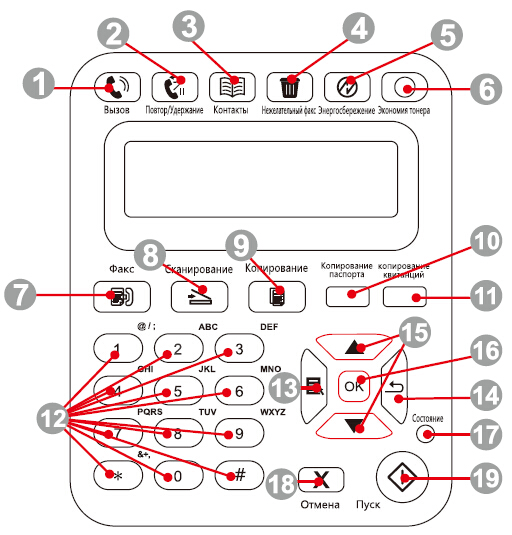 1 2 3 4 5 6
Вызов Повтор/Удержание Контакты Нежелательный факс Энергосбережение Экономия тонера
7 8 9 10 11
Факс Сканирование Копирование Копирование паспорта копирование квитанций
@ / ; ABC DEF
1 2 3
GHI JKL MNO
4 5 6
PQRS TUV WXYZ
7 8 9
&+,
* 0 #
12 13 14 15 16 17
OK
Состояние
18 X 19
Отмена Пуск